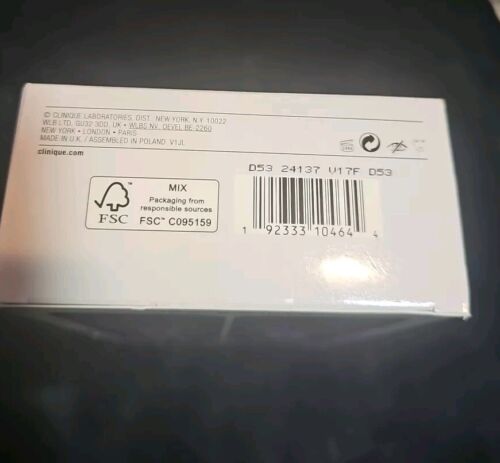 © CLINIQUE LABORATORIES, DIST. NEW YORK, N.Y. 10022
WLB LTD, GU32 3DD, UK • WLBS NV, OEVEL BE-2260
NEW YORK • LONDON • PARIS
MADE IN U.K. / ASSEMBLED IN POLAND V1JL
clinique.com
D53 24137 V17F D53
FSC
MIX
Packaging from
responsible sources
FSC™ C095159
1 92333 10464 4